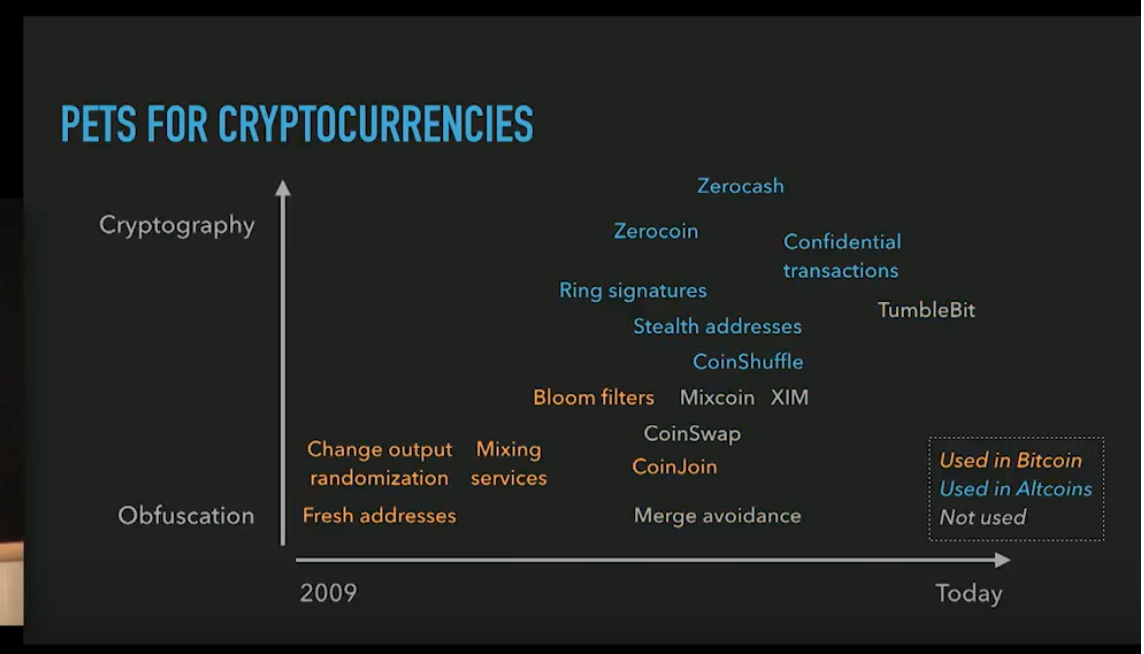 PETS FOR CRYPTOCURRENCIES
Cryptography
Obfuscation
Zerocash
Zerocoin
Confidential
transactions
Ring signatures
TumbleBit
Stealth addresses
CoinShuffle
Bloom filters
Mixcoin
XIM
CoinSwap
Change output
randomization
Mixing
services
CoinJoin
Fresh addresses
Merge avoidance
Used in Bitcoin
Used in Altcoins
Not used
2009
Today